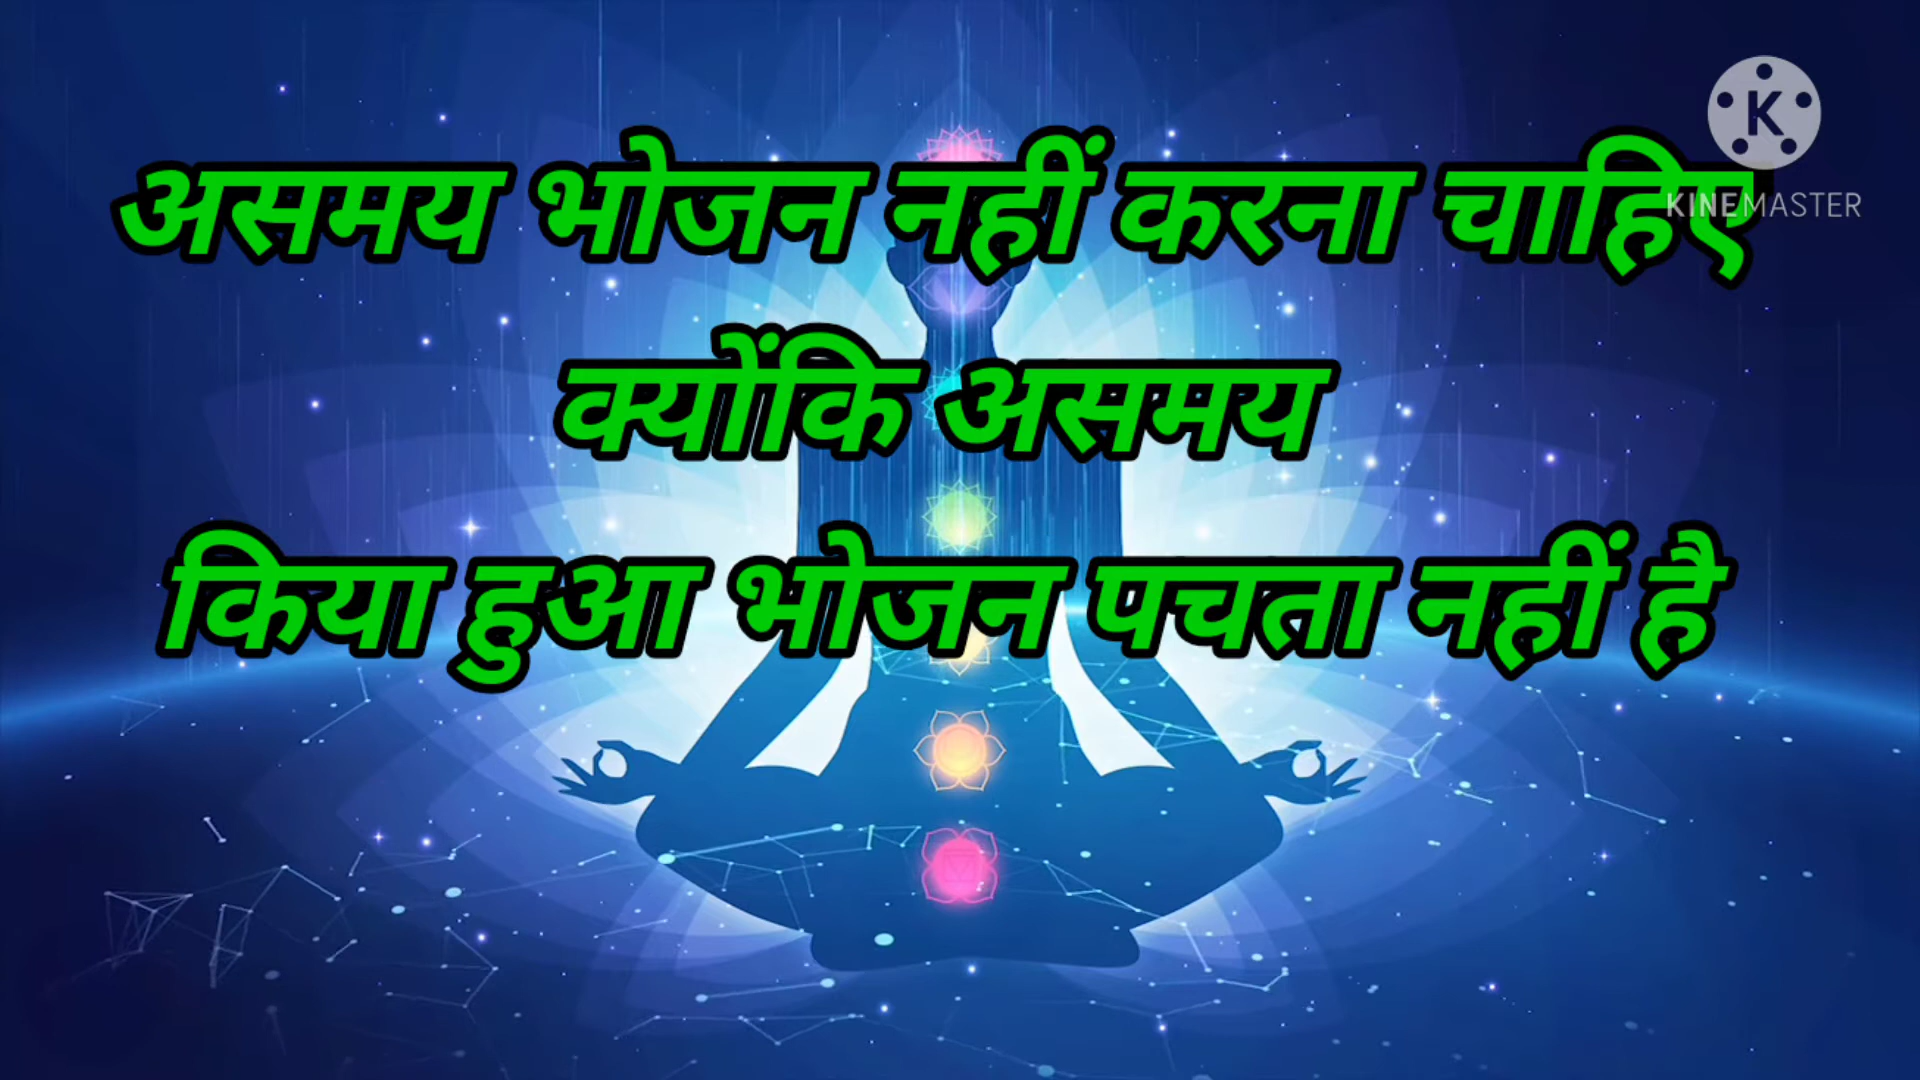 असमय भोजन नहीं करना चाहिए
KINEMASTER
क्योंकि असमय
किया हुआ भोजन पचता नहीं है